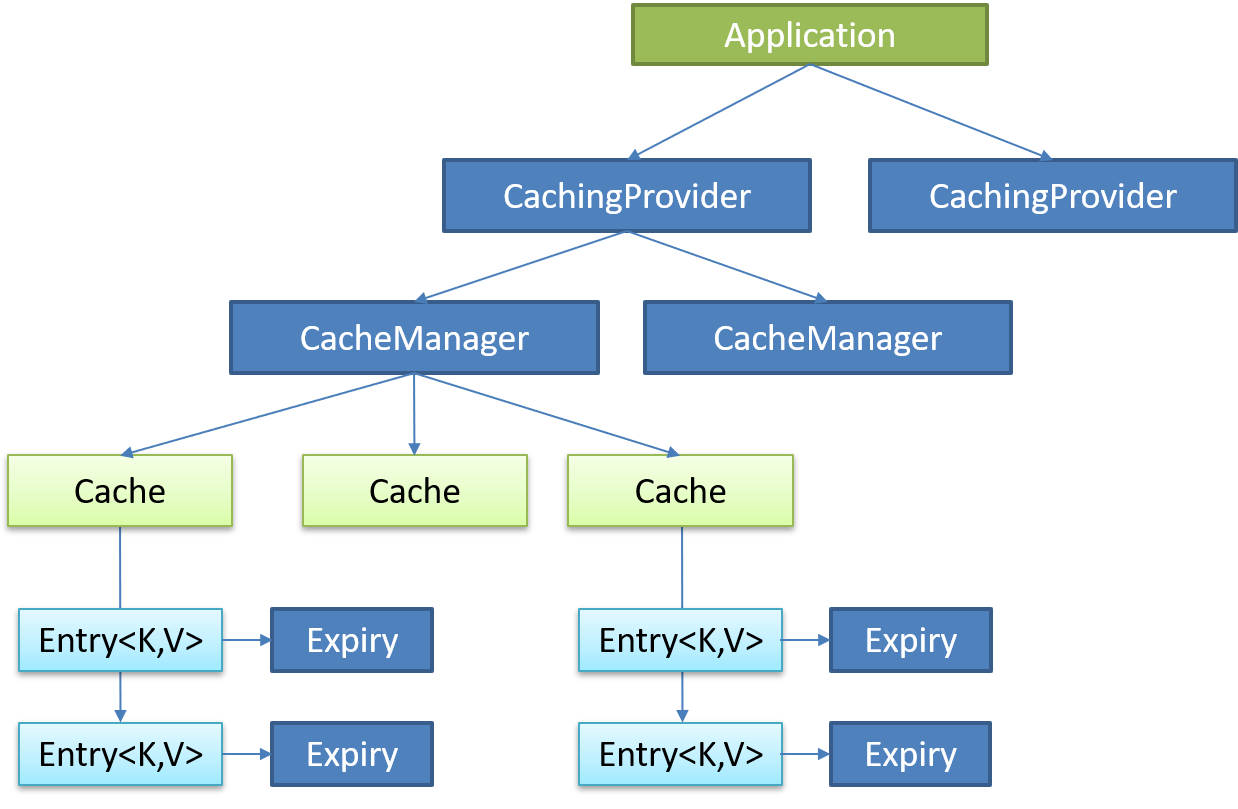 Application
CachingProvider
CachingProvider
CacheManager
CacheManager
Cache
Cache
Cache
Entry<K,V>
Expiry
Entry<K,V>
Expiry
Entry<K,V>
Expiry
Entry<K,V>
Expiry